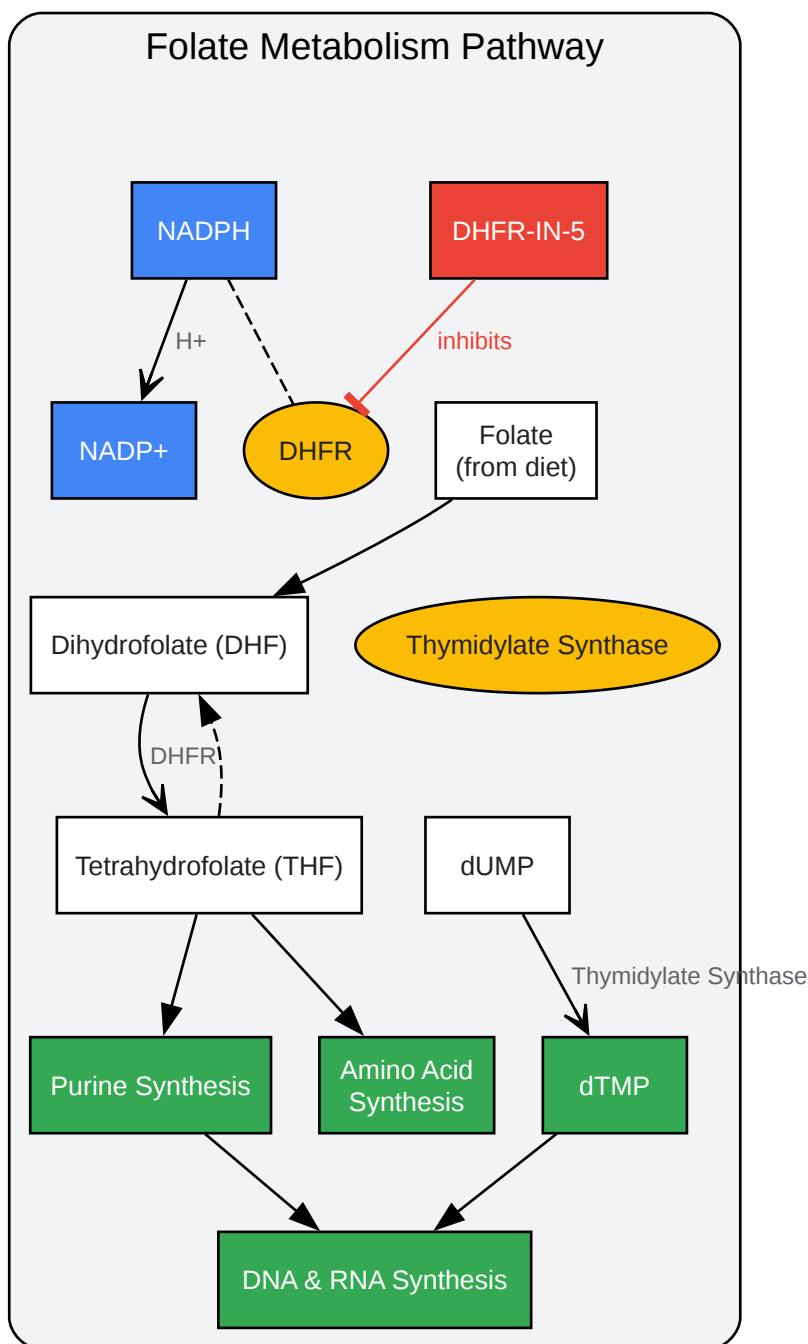 Folate Metabolism Pathway
NADPH
DHFR-IN-5
H+
inhibits
NADP+
DHFR
Folate
(from diet)
Dihydrofolate (DHF)
Thymidylate Synthase
DHFR
Tetrahydrofolate (THF)
dUMP
Thymidylate Synthase
Purine Synthesis
Amino Acid
Synthesis
dTMP
DNA & RNA Synthesis